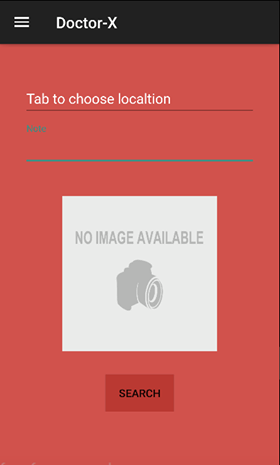 Doctor-X
Tab to choose localtion
NO IMAGE AVAILABLE
SEARCH